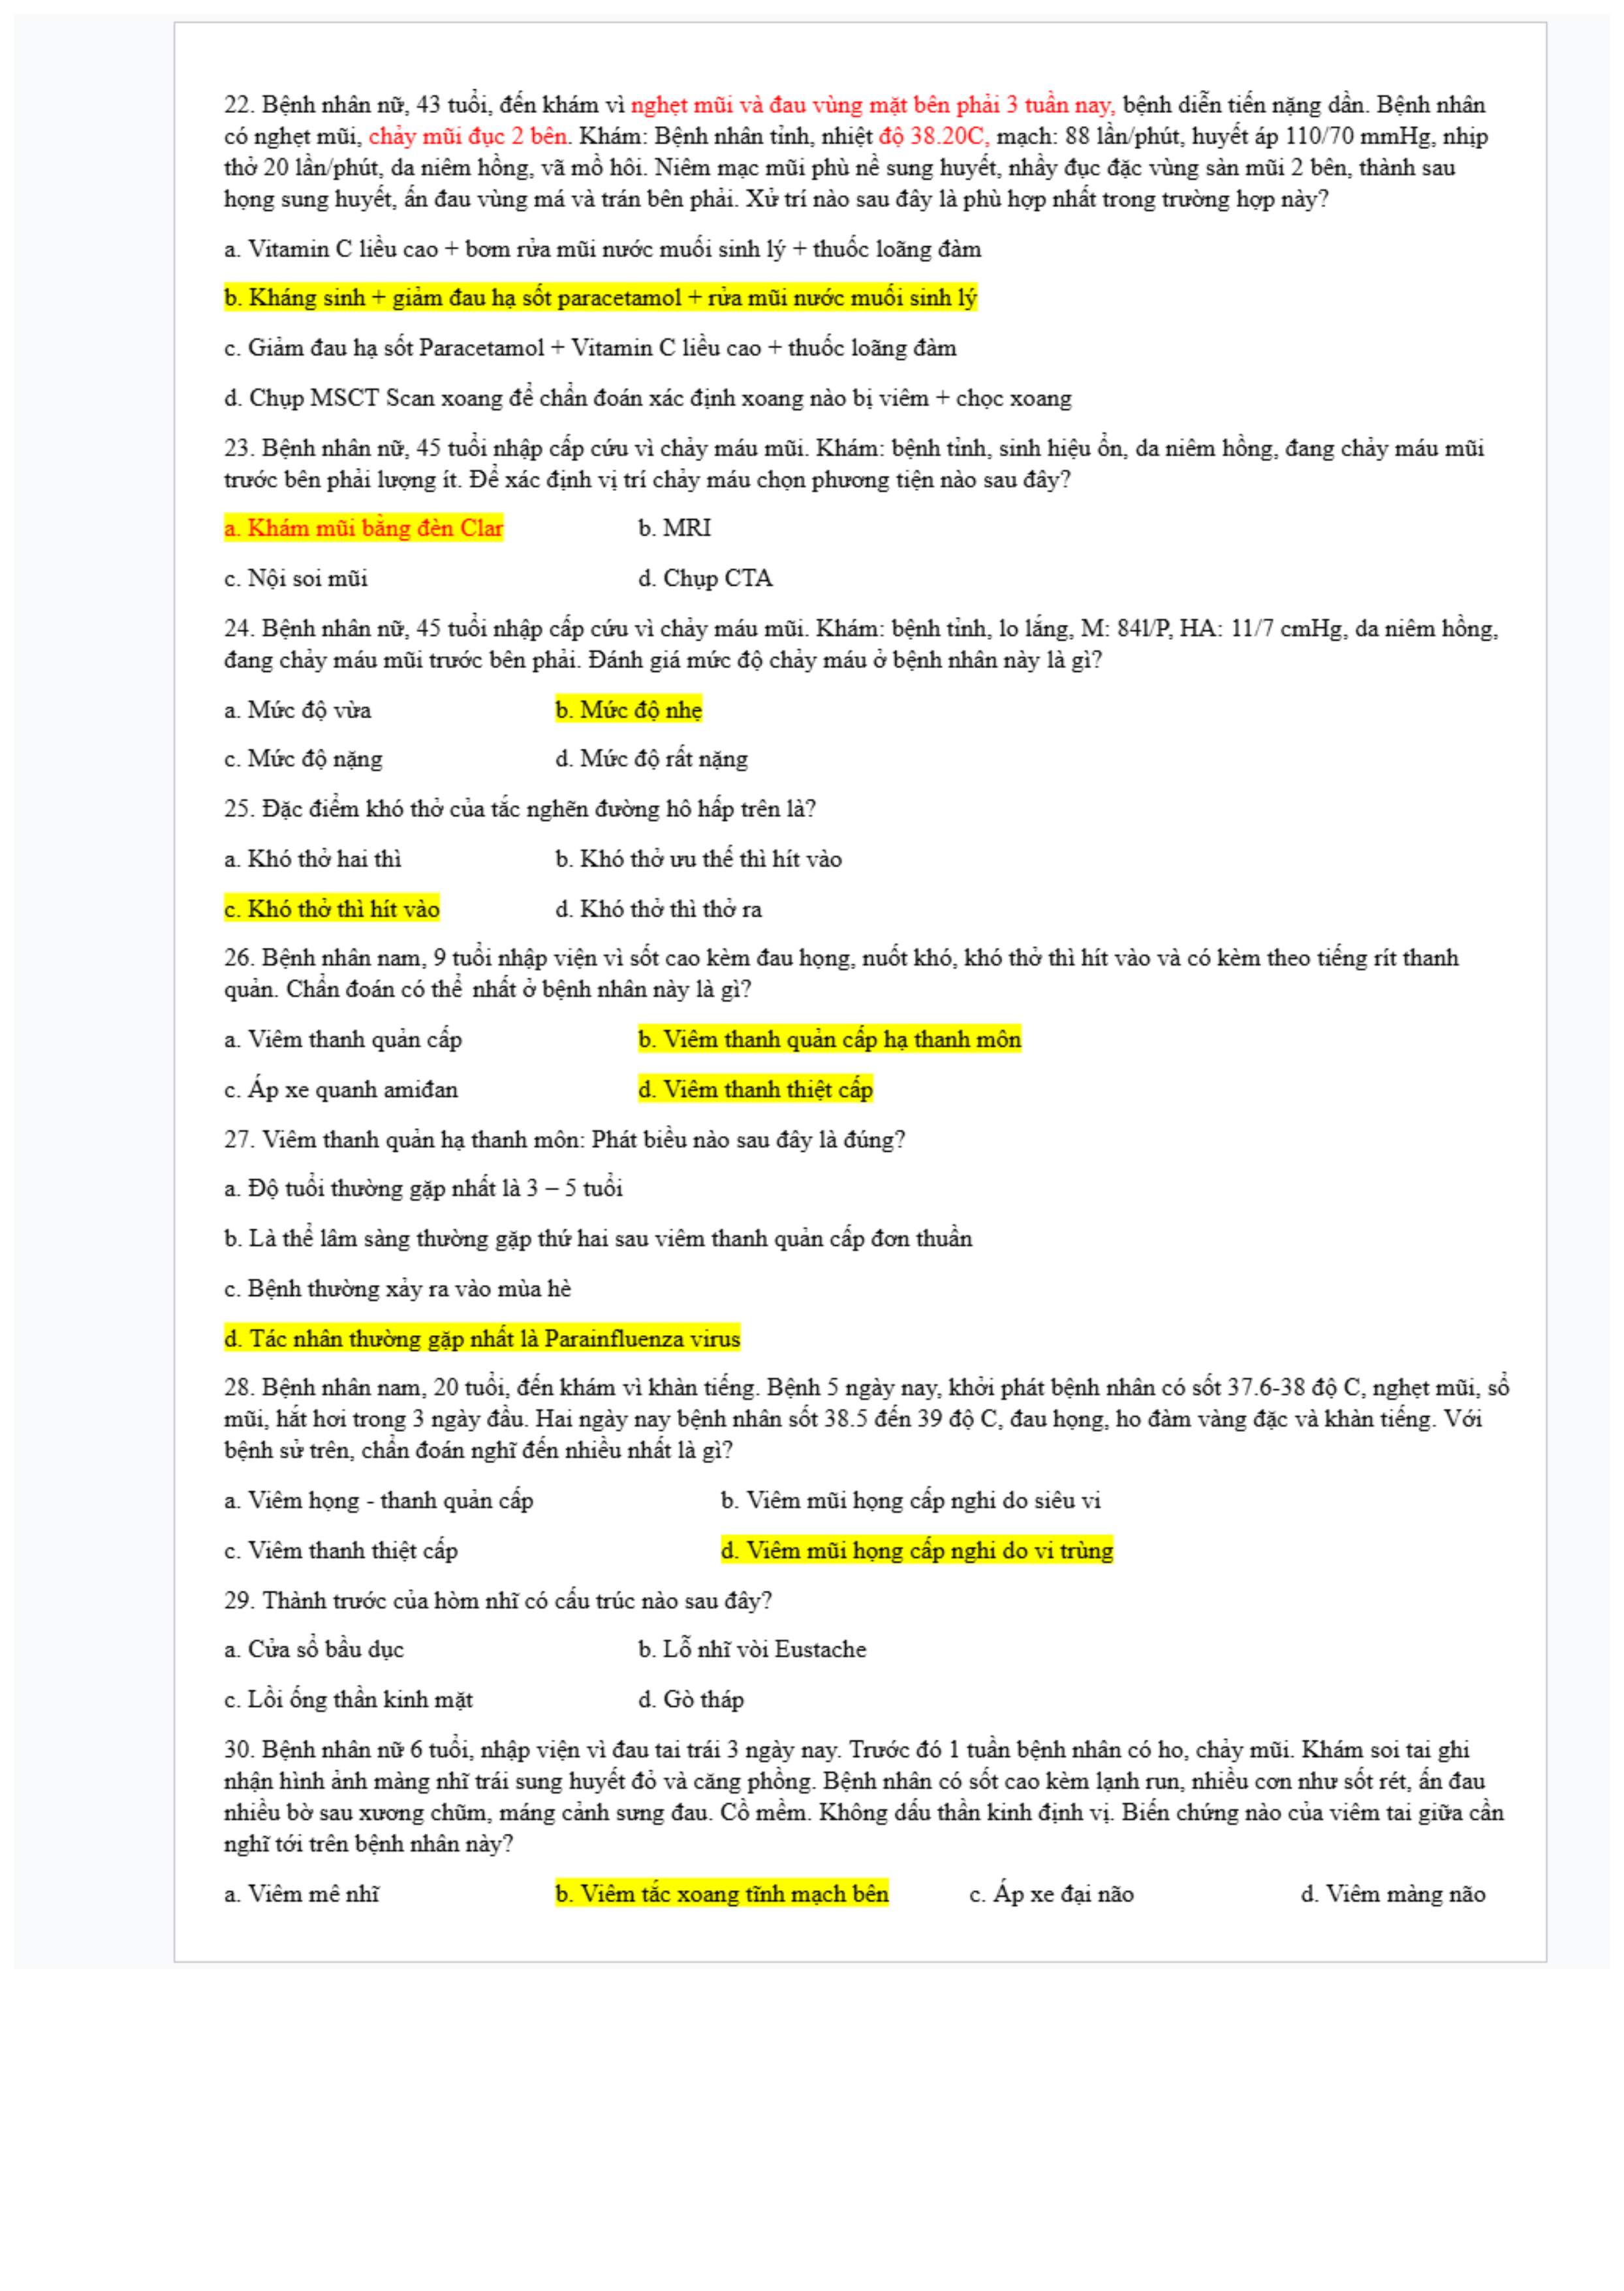 22. Bệnh nhân nữ, 43 tuổi, đến khám vì nghẹt mũi và đau vùng mặt bên phải 3 tuần nay, bệnh diễn tiến nặng dần. Bệnh nhân
có nghẹt mũi, chảy mũi đục 2 bên. Khám: Bệnh nhân tỉnh, nhiệt độ 38.20C, mạch: 88 lần/phút, huyết áp 110/70 mmHg, nhịp
thở 20 lần/phút, da niêm hồng, vã mồ hôi. Niêm mạc mũi phù nề sung huyết, nhầy đục đặc vùng sàn mũi 2 bên, thành sau
họng sung huyết, ấn đau vùng má và trán bên phải. Xử trí nào sau đây là phù hợp nhất trong trường hợp này?
a. Vitamin C liều cao + bơm rửa mũi nước muối sinh lý + thuốc loãng đàm
b. Kháng sinh + giảm đau hạ sốt paracetamol + rửa mũi nước muối sinh lý
c. Giảm đau hạ sốt Paracetamol + Vitamin C liều cao + thuốc loãng đàm
d. Chụp MSCT Scan xoang để chẩn đoán xác định xoang nào bị viêm + chọc xoang
23. Bệnh nhân nữ, 45 tuổi nhập cấp cứu vì chảy máu mũi. Khám: bệnh tỉnh, sinh hiệu ổn, da niêm hồng, đang chảy máu mũi
trước bên phải lượng ít. Để xác định vị trí chảy máu chọn phương tiện nào sau đây?
a. Khám mũi bằng đèn Clar b. MRI
c. Nội soi mũi d. Chụp CTA
24. Bệnh nhân nữ, 45 tuổi nhập cấp cứu vì chảy máu mũi. Khám: bệnh tỉnh, lo lắng, M: 84l/P, HA: 11/7 cmHg, da niêm hồng,
đang chảy máu mũi trước bên phải. Đánh giá mức độ chảy máu ở bệnh nhân này là gì?
a. Mức độ vừa b. Mức độ nhẹ
c. Mức độ nặng d. Mức độ rất nặng
25. Đặc điểm khó thở của tắc nghẽn đường hô hấp trên là?
a. Khó thở hai thì b. Khó thở ưu thế thì hít vào
c. Khó thở thì hít vào d. Khó thở thì thở ra
26. Bệnh nhân nam, 9 tuổi nhập viện vì sốt cao kèm đau họng, nuốt khó, khó thở thì hít vào và có kèm theo tiếng rít thanh
quản. Chẩn đoán có thể nhất ở bệnh nhân này là gì?
a. Viêm thanh quản cấp b. Viêm thanh quản cấp hạ thanh môn
c. Áp xe quanh amiđan d. Viêm thanh thiệt cấp
27. Viêm thanh quản hạ thanh môn: Phát biểu nào sau đây là đúng?
a. Độ tuổi thường gặp nhất là 3 – 5 tuổi
b. Là thể lâm sàng thường gặp thứ hai sau viêm thanh quản cấp đơn thuần
c. Bệnh thường xảy ra vào mùa hè
d. Tác nhân thường gặp nhất là Parainfluenza virus
28. Bệnh nhân nam, 20 tuổi, đến khám vì khàn tiếng. Bệnh 5 ngày nay, khởi phát bệnh nhân có sốt 37.6-38 độ C, nghẹt mũi, sổ
mũi, hắt hơi trong 3 ngày đầu. Hai ngày nay bệnh nhân sốt 38.5 đến 39 độ C, đau họng, ho đàm vàng đặc và khàn tiếng. Với
bệnh sử trên, chẩn đoán nghĩ đến nhiều nhất là gì?
a. Viêm họng - thanh quản cấp b. Viêm mũi họng cấp nghi do siêu vi
c. Viêm thanh thiệt cấp d. Viêm mũi họng cấp nghi do vi trùng
29. Thành trước của hòm nhĩ có cấu trúc nào sau đây?
a. Cửa sổ bầu dục b. Lỗ nhĩ vòi Eustache
c. Lồi ống thần kinh mặt d. Gò tháp
30. Bệnh nhân nữ 6 tuổi, nhập viện vì đau tai trái 3 ngày nay. Trước đó 1 tuần bệnh nhân có ho, chảy mũi. Khám soi tai ghi
nhận hình ảnh màng nhĩ trái sung huyết đỏ và căng phồng. Bệnh nhân có sốt cao kèm lạnh run, nhiều cơn như sốt rét, ấn đau
nhiều bờ sau xương chũm, máng cảnh sưng đau. Cổ mềm. Không dấu thần kinh định vị. Biến chứng nào của viêm tai giữa cần
nghĩ tới trên bệnh nhân này?
a. Viêm mê nhĩ b. Viêm tắc xoang tĩnh mạch bên c. Áp xe đại não d. Viêm màng não